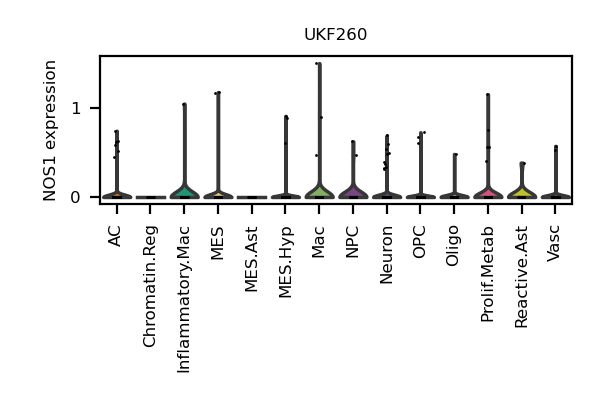 UKF260
NOS1 expression
1
0
AC
Chromatin.Reg
Inflammatory.Mac
MES
MES.Ast
MES.Hyp
Mac
NPC
Neuron
OPC
Oligo
Prolif.Metab
Reactive.Ast
Vasc